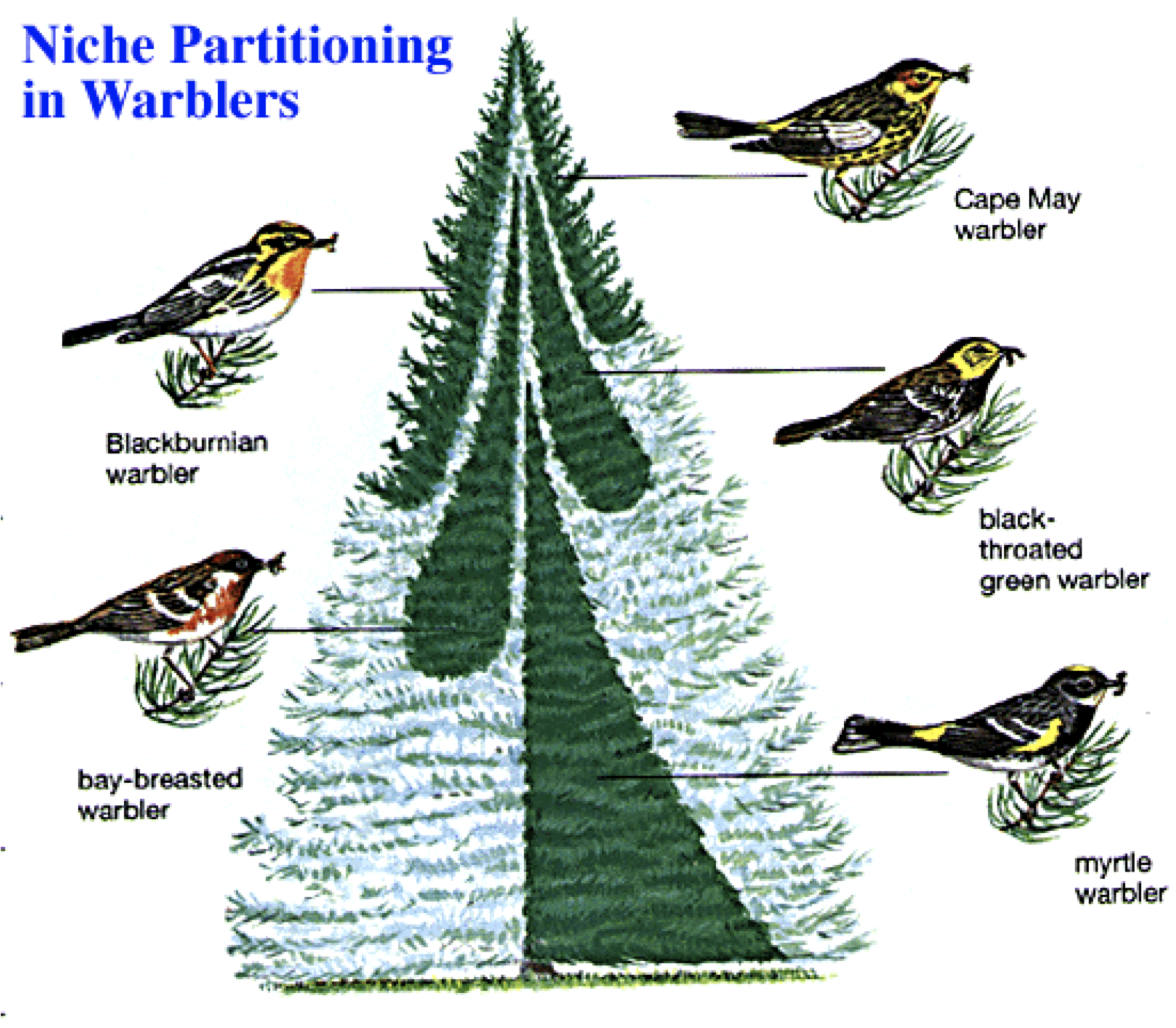 Niche Partitioning
in Warblers
Cape May
warbler
Blackburnian
warbler
black-
throated
green warbler
bay-breasted
warbler
myrtle
warbler